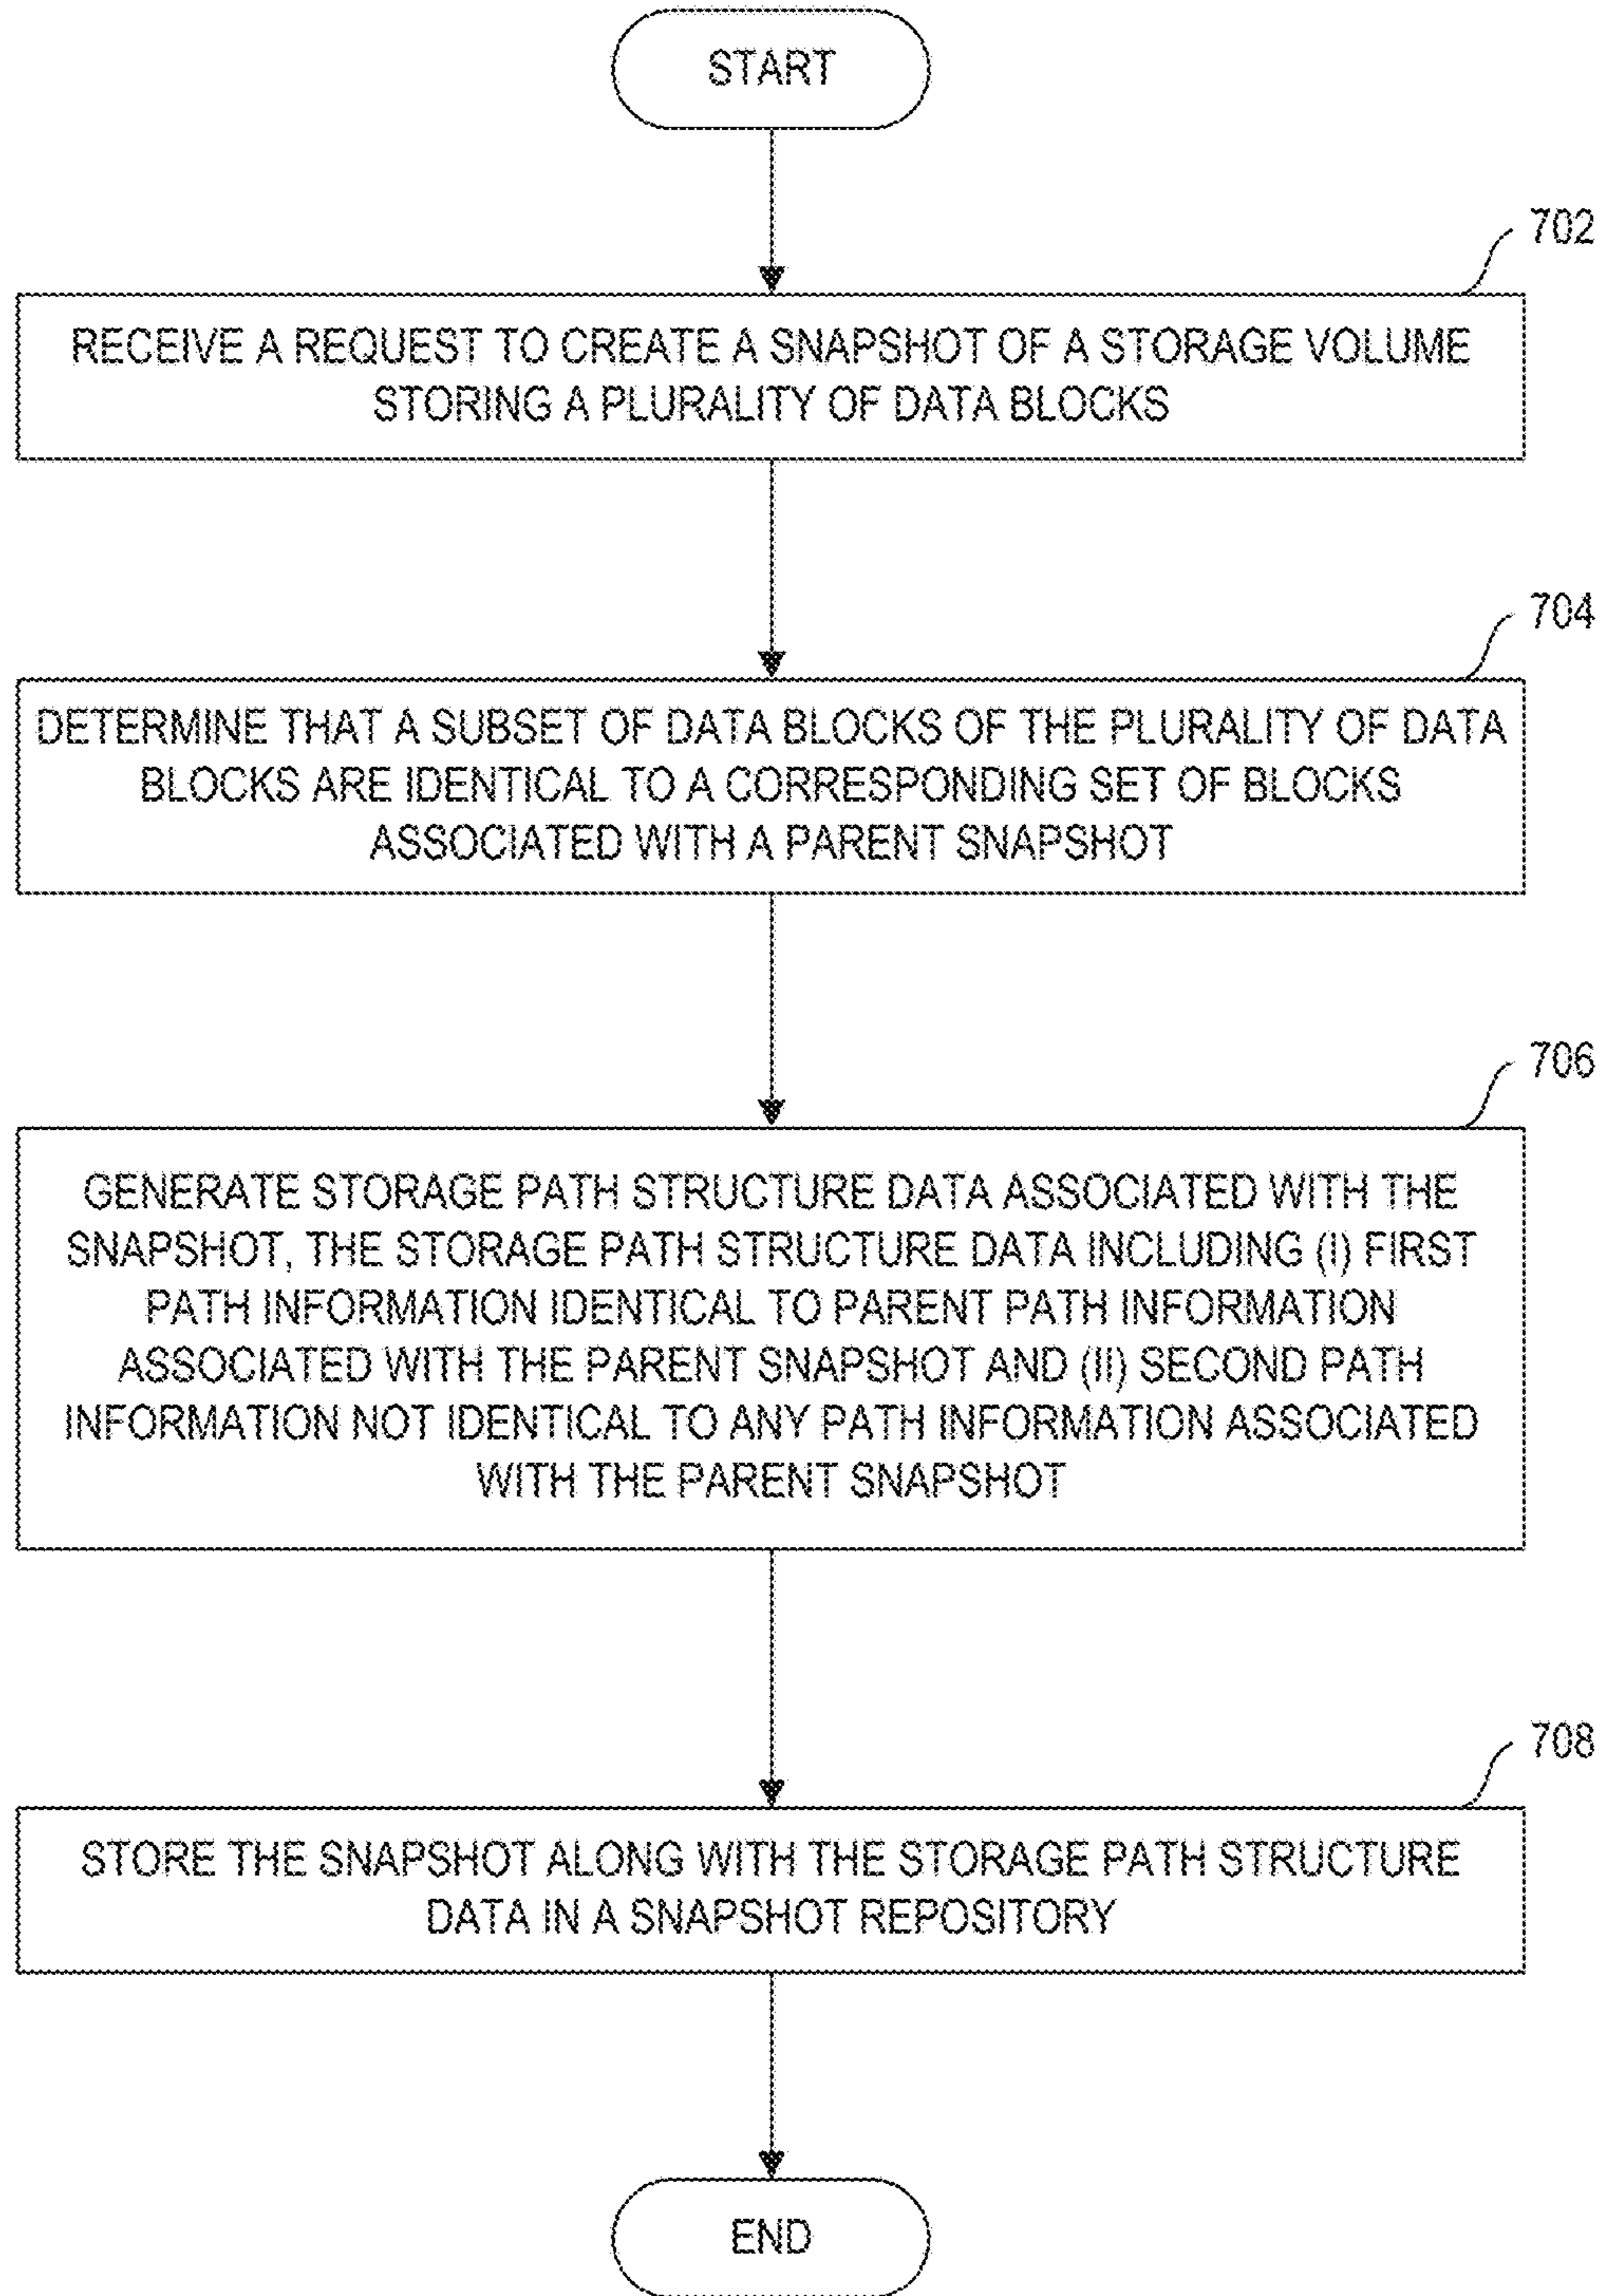 START
702
RECEIVE A REQUEST TO CREATE A SNAPSHOT OF A STORAGE VOLUME
STORING A PLURALITY OF DATA BLOCKS
704
DETERMINE THAT A SUBSET OF DATA BLOCKS OF THE PLURALITY OF DATA
BLOCKS ARE IDENTICAL TO A CORRESPONDING SET OF BLOCKS
ASSOCIATED WITH A PARENT SNAPSHOT
706
GENERATE STORAGE PATH STRUCTURE DATA ASSOCIATED WITH THE
SNAPSHOT, THE STORAGE PATH STRUCTURE DATA INCLUDING (I) FIRST
PATH INFORMATION IDENTICAL TO PARENT PATH INFORMATION
ASSOCIATED WITH THE PARENT SNAPSHOT AND (II) SECOND PATH
INFORMATION NOT IDENTICAL TO ANY PATH INFORMATION ASSOCIATED
WITH THE PARENT SNAPSHOT
708
STORE THE SNAPSHOT ALONG WITH THE STORAGE PATH STRUCTURE
DATA IN A SNAPSHOT REPOSITORY
END